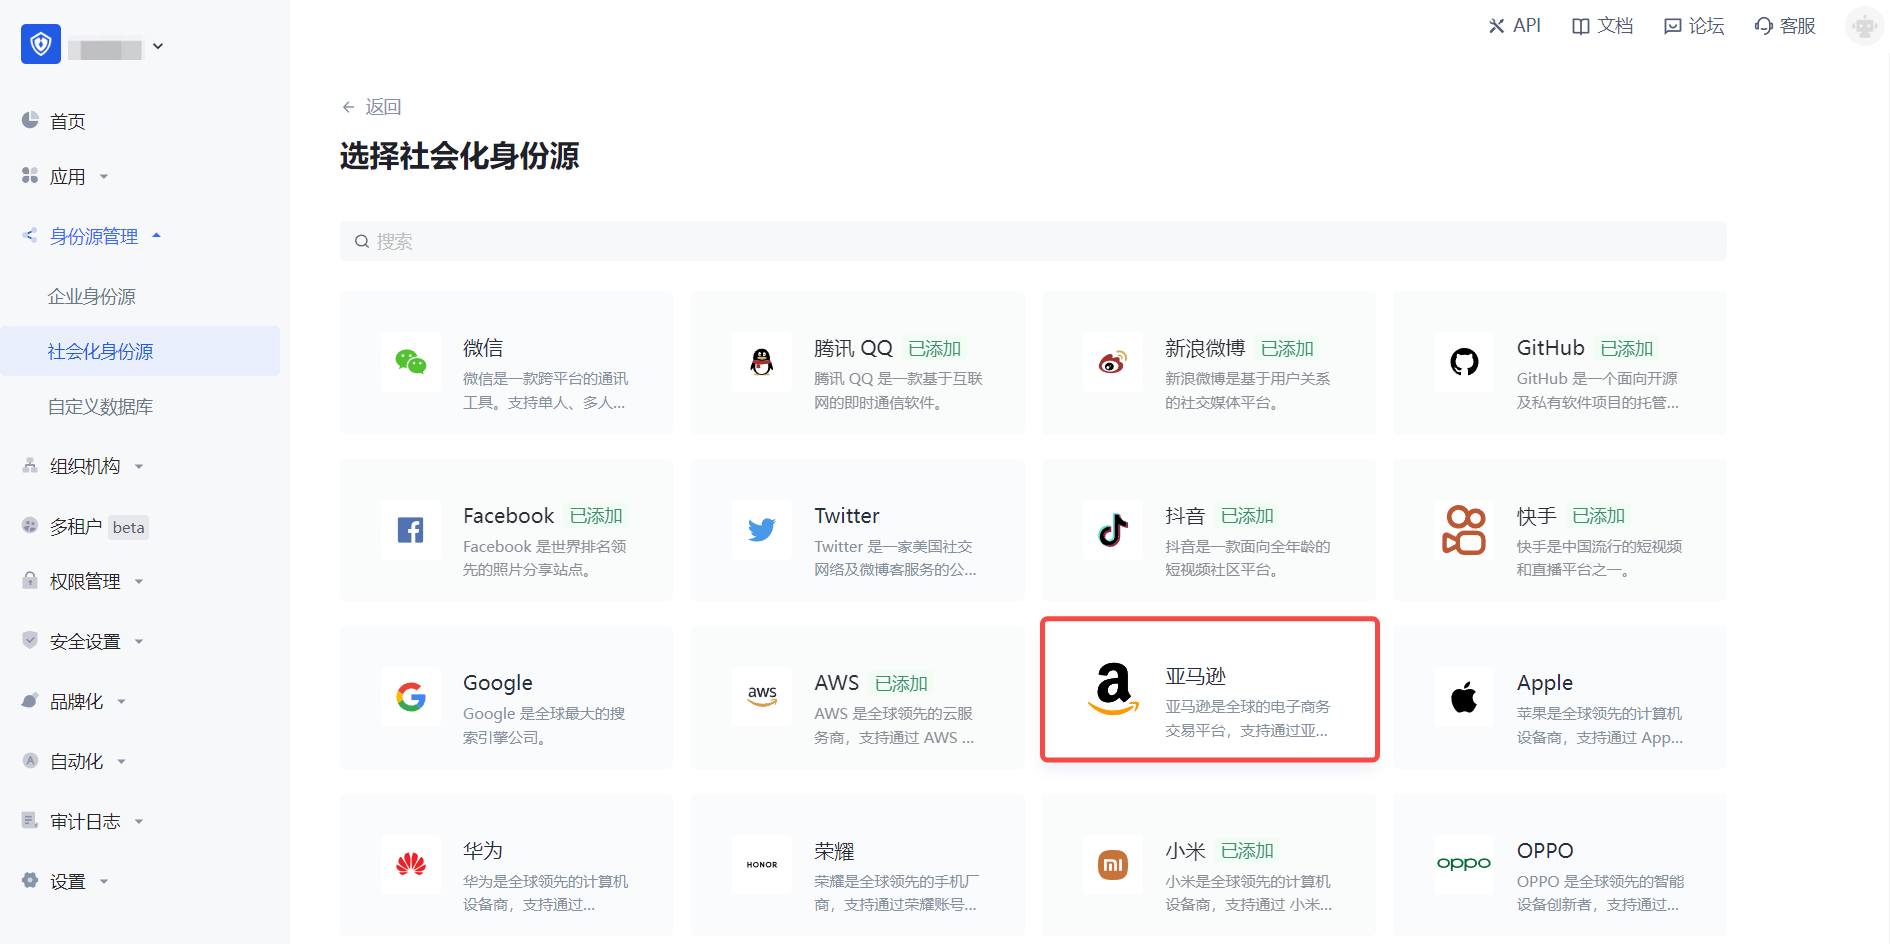 API
文档
论坛
客服
首页
应用
身份源管理
企业身份源
社会化身份源
自定义数据库
组织机构
多租户 beta
权限管理
安全设置
品牌化
自动化
审计日志
设置
返回
选择社会化身份源
搜索
微信
微信是一款跨平台的通讯
工具。支持单人、多人...
腾讯 QQ 已添加
腾讯 QQ 是一款基于互联
网的即时通信软件。
新浪微博 已添加
新浪微博是基于用户关系
的社交媒体平台。
GitHub 已添加
GitHub 是一个面向开源
及私有软件项目的托管...
Facebook 已添加
Facebook 是世界排名领
先的照片分享站点。
Twitter
Twitter 是一家美国社交
网络及微博客服务的公...
抖音 已添加
抖音是一款面向全年龄的
短视频社区平台。
快手 已添加
快手是中国流行的短视频
和直播平台之一。
Google
Google 是全球最大的搜
索引擎公司。
aws
AWS 已添加
AWS 是全球领先的云服
务商，支持通过 AWS ...
亚马逊
亚马逊是全球的电子商务
交易平台，支持通过亚...
Apple
苹果是全球领先的计算机
设备商，支持通过 App...
华为
华为是全球领先的计算机
设备商，支持通过...
HONOR
荣耀
荣耀是全球领先的手机厂
商，支持通过荣耀账号...
mi
小米 已添加
小米是全球领先的计算机
设备商，支持通过 小米...
oppo
OPPO
OPPO 是全球领先的智能
设备创新者，支持通过...